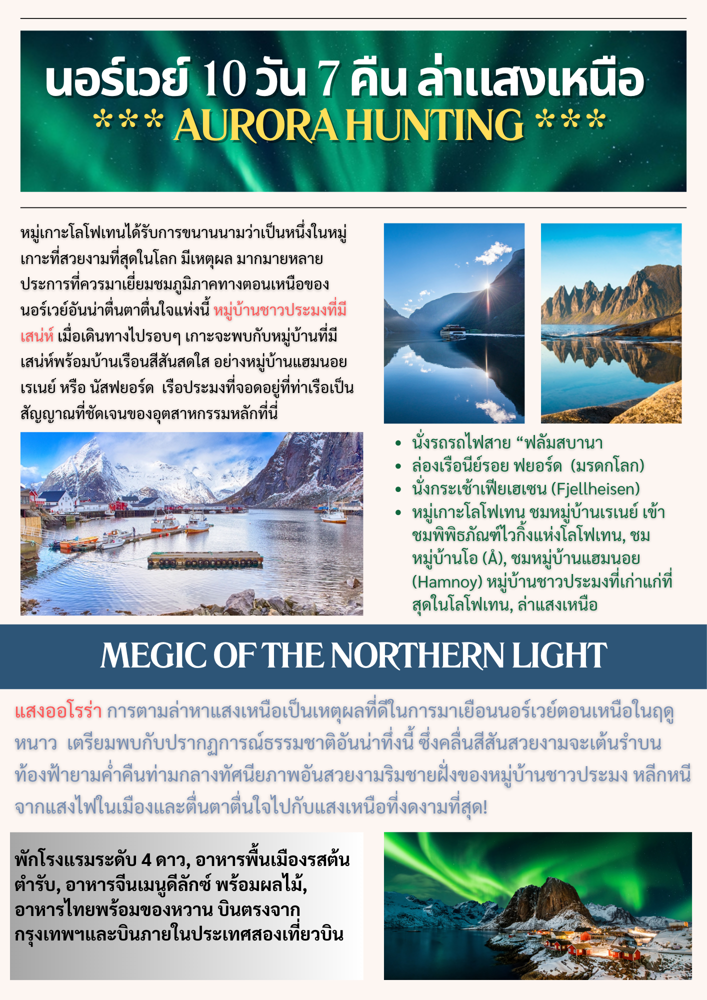 นอร์เวย์ 10 วัน 7 คืน ล่าแสงเหนือ
*** AURORA HUNTING ***
หมู่เกาะโลโฟเทนได้รับการขนานนามว่าเป็นหนึ่งในหมู่
เกาะที่สวยงามที่สุดในโลก มีเหตุผล มากมายหลาย
ประการที่ควรมาเยี่ยมชมภูมิภาคทางตอนเหนือของ
นอร์เวย์อันน่าตื่นตาตื่นใจแห่งนี้ หมู่บ้านชาวประมงที่มี
เสน่ห์ เมื่อเดินทางไปรอบๆ เกาะจะพบกับหมู่บ้านที่มี
เสน่ห์พร้อมบ้านเรือนสีสันสดใส อย่างหมู่บ้านแฮมนอย
เรเนย์ หรือ นัสฟยอร์ด  เรือประมงที่จอดอยู่ที่ท่าเรือเป็น
สัญญาณที่ชัดเจนของอุตสาหกรรมหลักที่นี่
• นั่งรถรถไฟสาย “ฟลัมสบานา
• ล่องเรือนีย์รอย ฟยอร์ด  (มรดกโลก)
• นั่งกระเช้าเฟียเฮเซน (Fjellheisen)
• หมู่เกาะโลโฟเทน ชมหมู่บ้านเรเนย์ เข้า
ชมพิพิธภัณฑ์ไวกิ้งแห่งโลโฟเทน, ชม
หมู่บ้านโอ (Å), ชมหมู่บ้านแฮมนอย
(Hamnoy) หมู่บ้านชาวประมงที่เก่าแก่ที่
สุดในโลโฟเทน, ล่าแสงเหนือ
MEGIC OF THE NORTHERN LIGHT
แสงออโรร่า การตามล่าหาแสงเหนือเป็นเหตุผลที่ดีในการมาเยือนนอร์เวย์ตอนเหนือในฤดู
หนาว  เตรียมพบกับปรากฏการณ์ธรรมชาติอันน่าทึ่งนี้ ซึ่งคลื่นสีสันสวยงามจะเต้นรำบน
ท้องฟ้ายามค่ำคืนท่ามกลางทัศนียภาพอันสวยงามริมชายฝั่งของหมู่บ้านชาวประมง หลีกหนี
จากแสงไฟในเมืองและตื่นตาตื่นใจไปกับแสงเหนือที่งดงามที่สุด!
พักโรงแรมระดับ 4 ดาว, อาหารพื้นเมืองรสต้น
ตำรับ, อาหารจีนเมนูดีลักซ์ พร้อมผลไม้,
อาหารไทยพร้อมของหวาน บินตรงจาก
กรุงเทพฯและบินภายในประเทศสองเที่ยวบิน